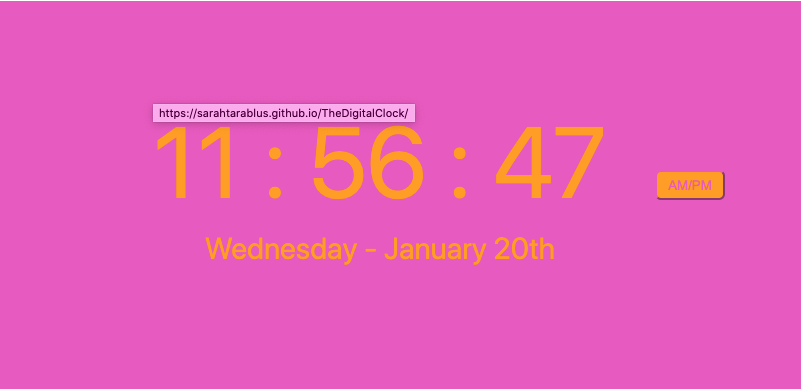 https://sarahtarablus.github.io/TheDigitalClock/
11 : 56 : 47
AM/PM
Wednesday - January 20th